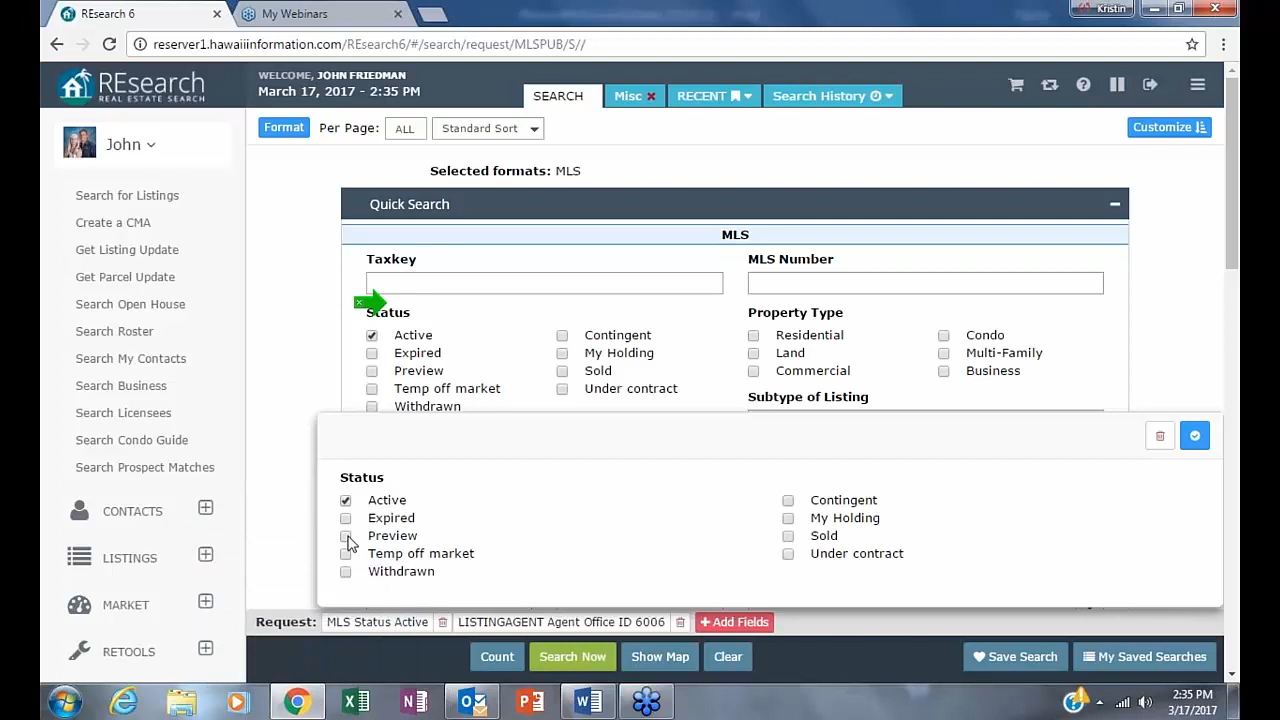 REsearch 6
My Webinars
Kristin
reserver1.hawaiiinformation.com/REsearch6/#/search/request/MLSPUB/S//
REsearch
REAL ESTATE SEARCH
WELCOME, JOHN FRIEDMAN
March 17, 2017 - 2:35 PM
SEARCH
Misc
RECENT
Search History
John
Format
Per Page:
ALL
Standard Sort
Customize
Search for Listings
Create a CMA
Get Listing Update
Get Parcel Update
Search Open House
Search Roster
Search My Contacts
Search Business
Search Licensees
Search Condo Guide
Search Prospect Matches
CONTACTS
LISTINGS
MARKET
RETOOLS
Selected formats: MLS
Quick Search
MLS
Taxkey
MLS Number
Status
Active
Contingent
Expired
My Holding
Preview
Sold
Temp off market
Under contract
Withdrawn
Property Type
Residential
Condo
Land
Multi-Family
Commercial
Business
Subtype of Listing
Status
Active
Contingent
Expired
My Holding
Preview
Sold
Temp off market
Under contract
Withdrawn
Request:
MLS Status Active
LISTINGAGENT Agent Office ID 6006
Add Fields
Count
Search Now
Show Map
Clear
Save Search
My Saved Searches
2:35 PM
3/17/2017